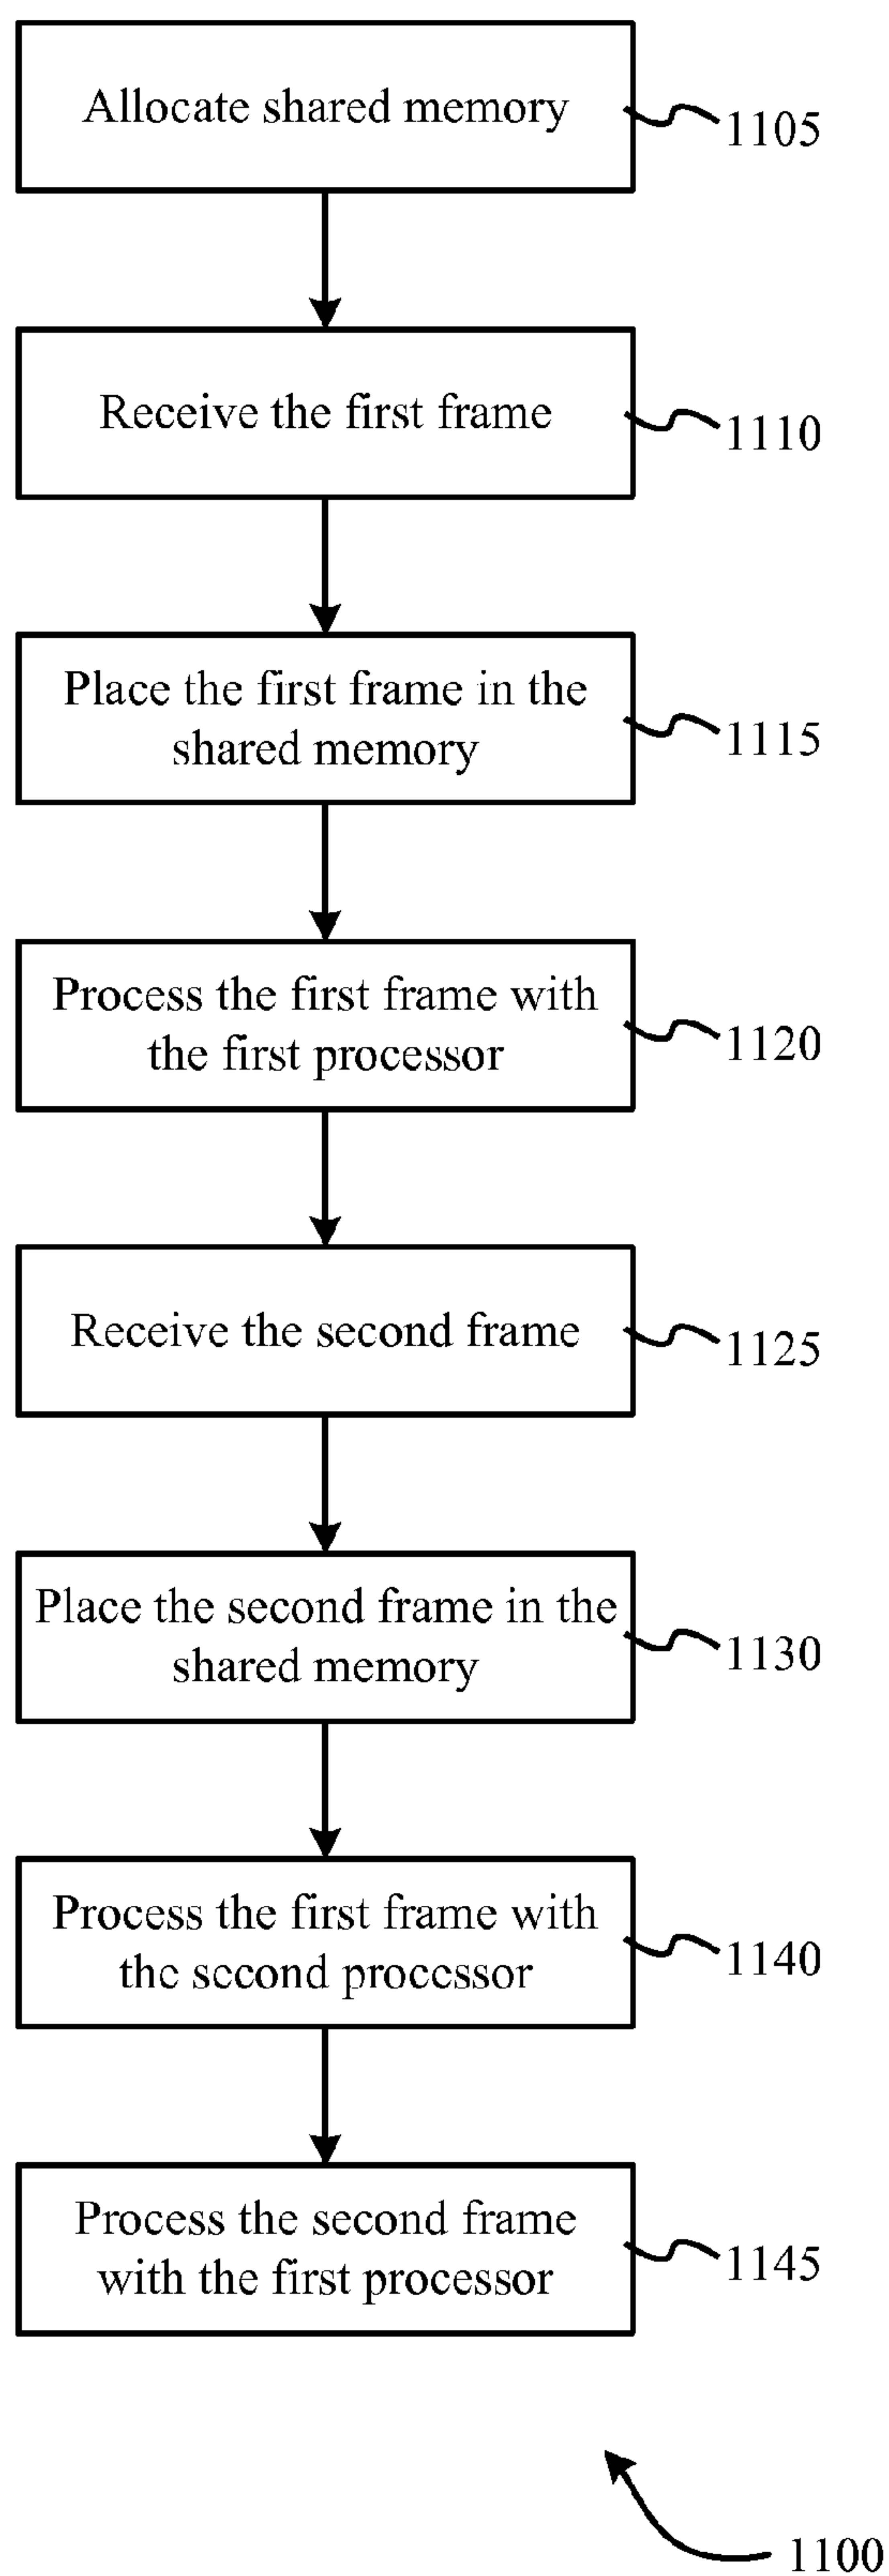 Allocate shared memory
1105
Receive the first frame
1110
Place the first frame in the
shared memory
1115
Process the first frame with
the first processor
1120
Receive the second frame
1125
Place the second frame in the
shared memory
1130
Process the first frame with
the second processor
1140
Process the second frame
with the first processor
1145
1100